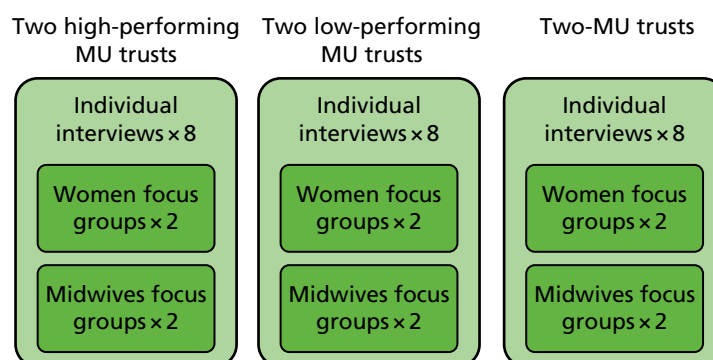 Two high-performing
MU trusts
Individual
interviews × 8
Women focus
groups × 2
Midwives focus
groups × 2
Two low-performing
MU trusts
Individual
interviews × 8
Women focus
groups × 2
Midwives focus
groups × 2
Two-MU trusts
Individual
interviews × 8
Women focus
groups × 2
Midwives focus
groups × 2